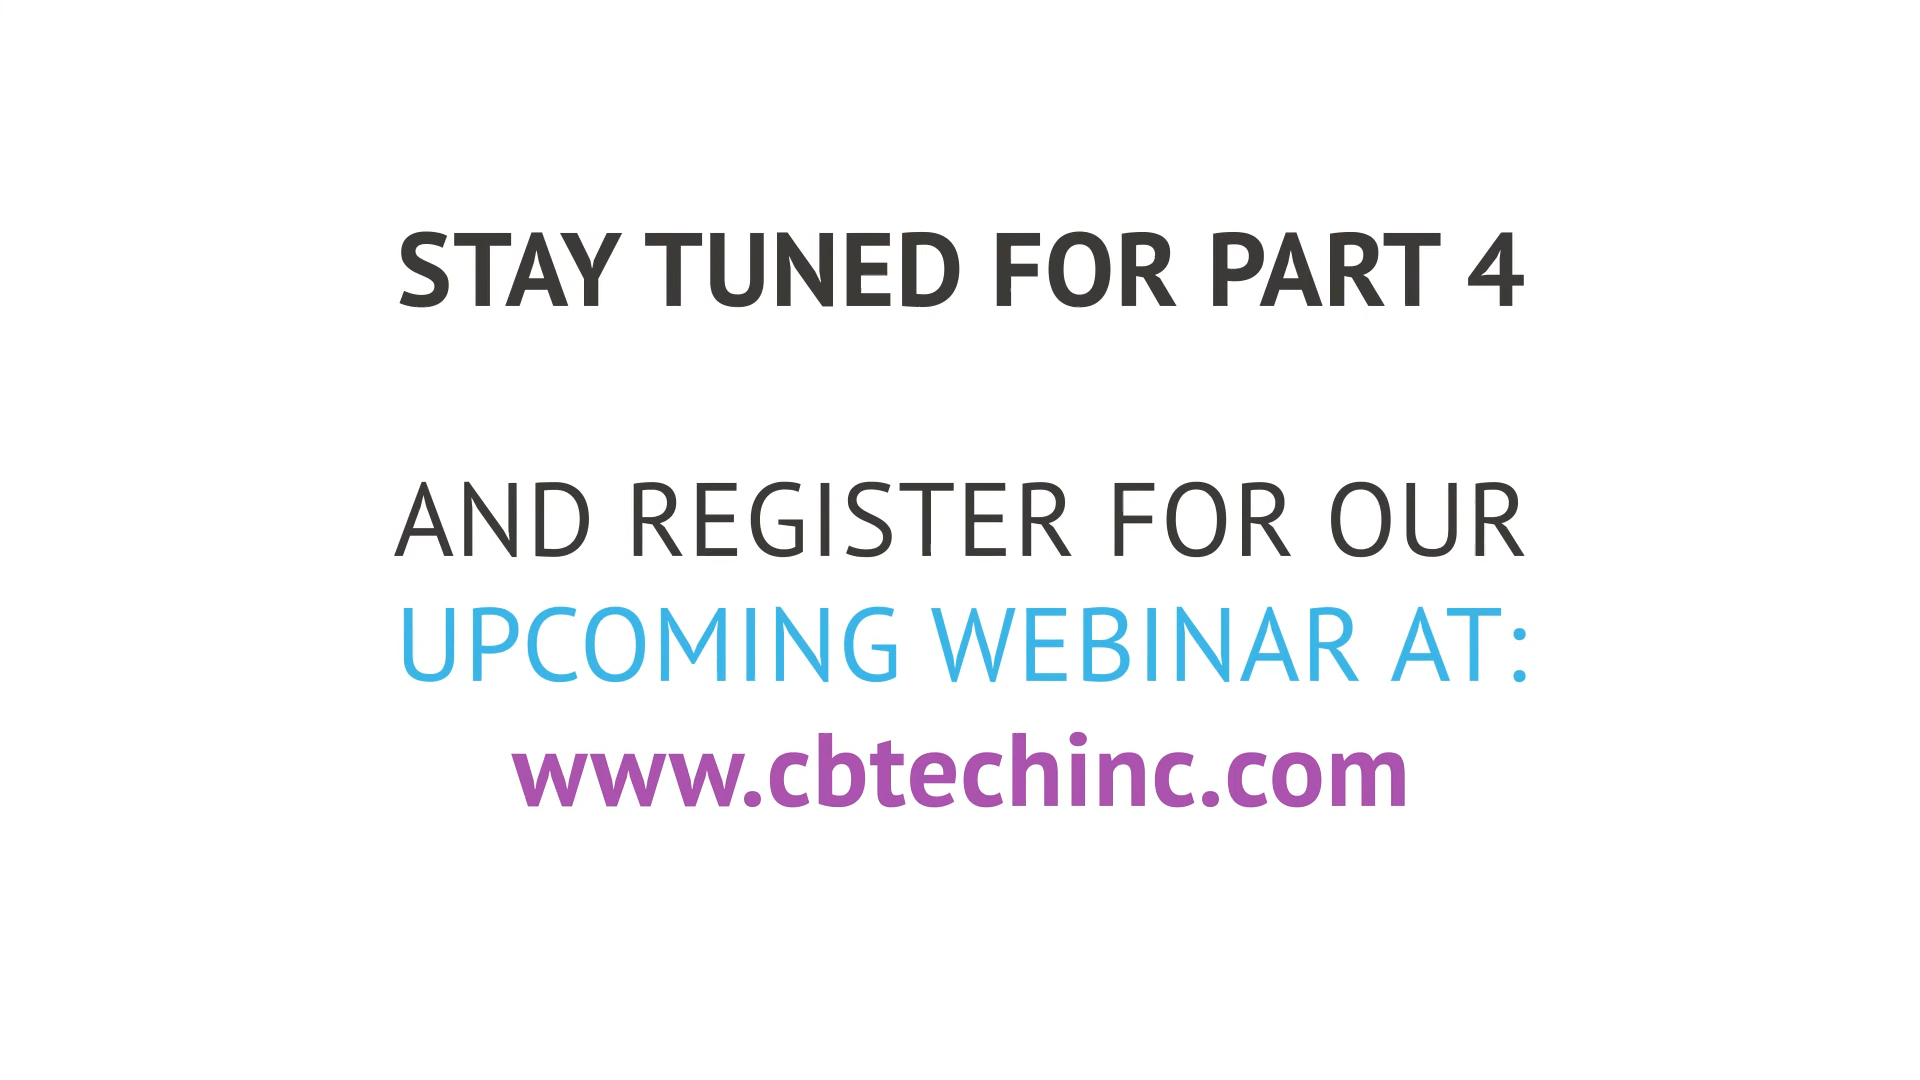 STAY TUNED FOR PART 4
AND REGISTER FOR OUR
UPCOMING WEBINAR AT:
www.cbtechinc.com